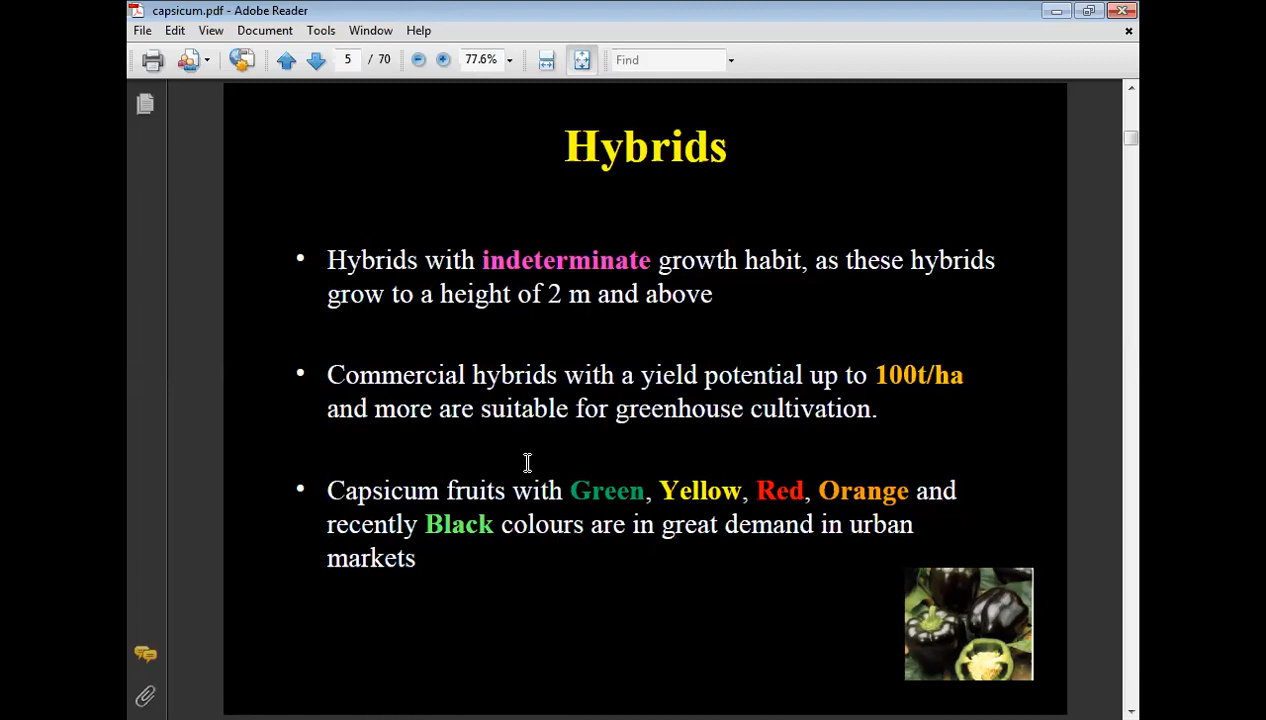 capsicum.pdf - Adobe Reader
File Edit View Document Tools Window Help
5 / 70 77.6% Find
Hybrids
• Hybrids with indeterminate growth habit, as these hybrids
grow to a height of 2 m and above
• Commercial hybrids with a yield potential up to 100t/ha
and more are suitable for greenhouse cultivation.
• Capsicum fruits with Green, Yellow, Red, Orange and
recently Black colours are in great demand in urban
markets